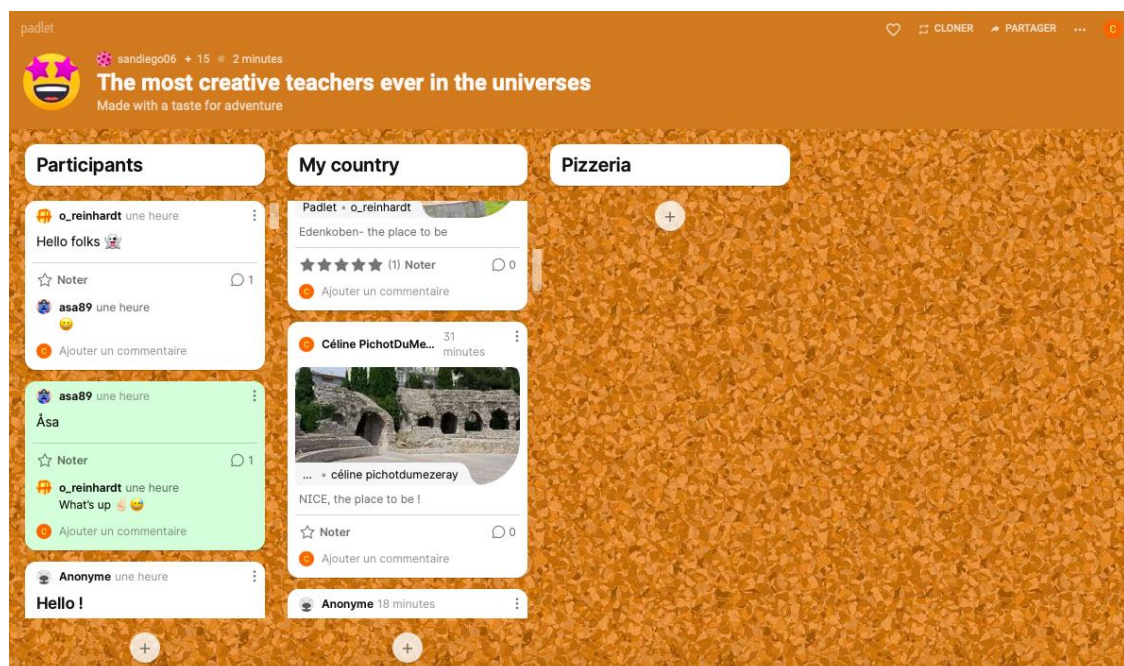 padlet
CLONER
PARTAGER
C
sandiego06 + 15 • 2 minutes
The most creative teachers ever in the universes
Made with a taste for adventure
Participants
o_reinhardt une heure
Hello folks
Noter
1
asa89 une heure
C Ajouter un commentaire
asa89 une heure
Åsa
Noter
1
o_reinhardt une heure
What's up
C Ajouter un commentaire
Anonyme une heure
Hello !
My country
Padlet • o_reinhardt
Edenkoben- the place to be
(1) Noter
0
C Ajouter un commentaire
C Céline PichotDuMe... 31 minutes
... • céline pichotdumezeray
NICE, the place to be !
Noter
0
C Ajouter un commentaire
Anonyme 18 minutes
Pizzeria